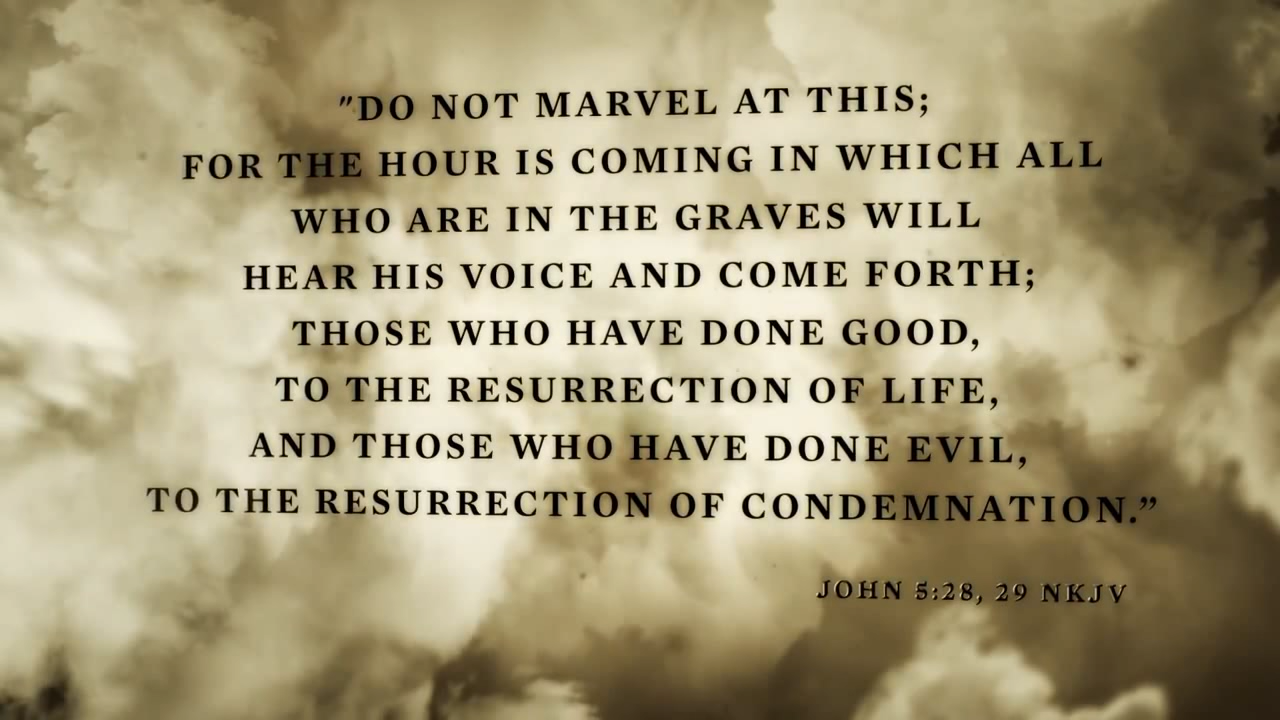 "DO NOT MARVEL AT THIS;
FOR THE HOUR IS COMING IN WHICH ALL
WHO ARE IN THE GRAVES WILL
HEAR HIS VOICE AND COME FORTH;
THOSE WHO HAVE DONE GOOD,
TO THE RESURRECTION OF LIFE,
AND THOSE WHO HAVE DONE EVIL,
TO THE RESURRECTION OF CONDEMNATION.”
JOHN 5:28, 29 NKJV